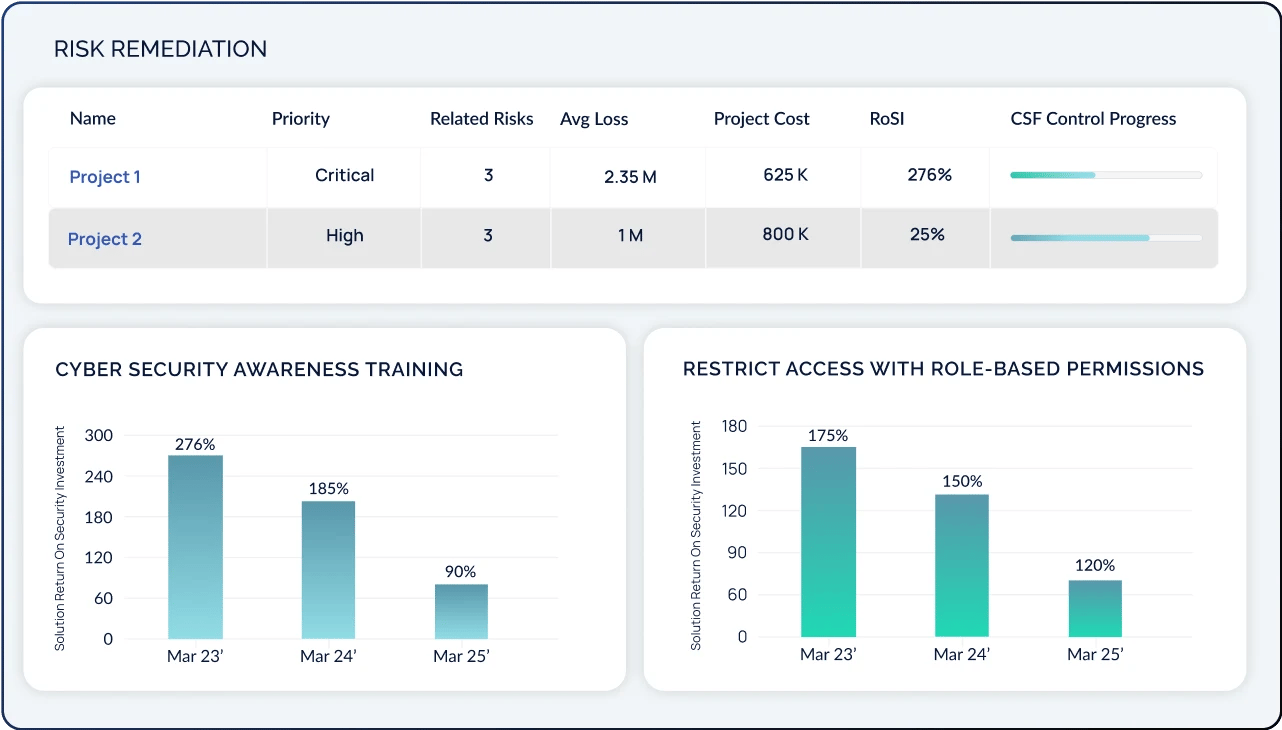 RISK REMEDIATION
Name Priority Related Risks Avg Loss Project Cost RoSI CSF Control Progress
Project 1 Critical 3 2.35 M 625 K 276%
Project 2 High 3 1 M 800 K 25%
CYBER SECURITY AWARENESS TRAINING
Solution Return On Security Investment
300
240
180
120
60
0
276%
185%
90%
Mar 23’ Mar 24’ Mar 25’
RESTRICT ACCESS WITH ROLE-BASED PERMISSIONS
Solution Return On Security Investment
180
150
120
90
60
0
175%
150%
120%
Mar 23’ Mar 24’ Mar 25’